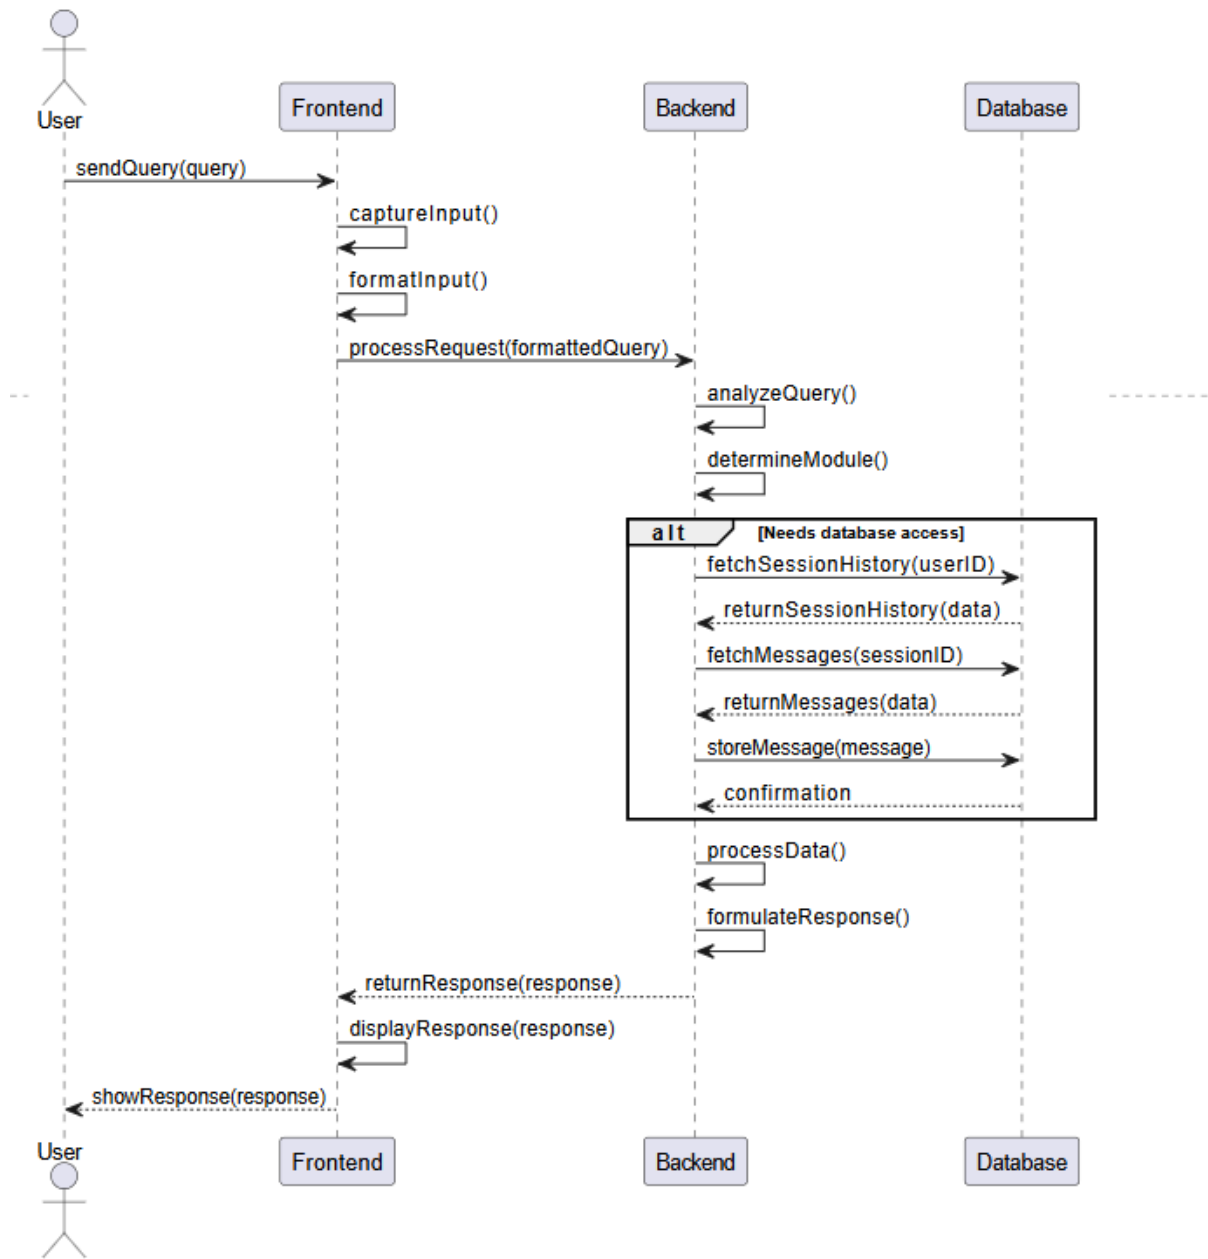 User
Frontend
Backend
Database
sendQuery(query)
captureInput()
formatInput()
processRequest(formattedQuery)
analyzeQuery()
determineModule()
alt
[Needs database access]
fetchSessionHistory(userID)
returnSessionHistory(data)
fetchMessages(sessionID)
returnMessages(data)
storeMessage(message)
confirmation
processData()
formulateResponse()
returnResponse(response)
displayResponse(response)
showResponse(response)
User
Frontend
Backend
Database